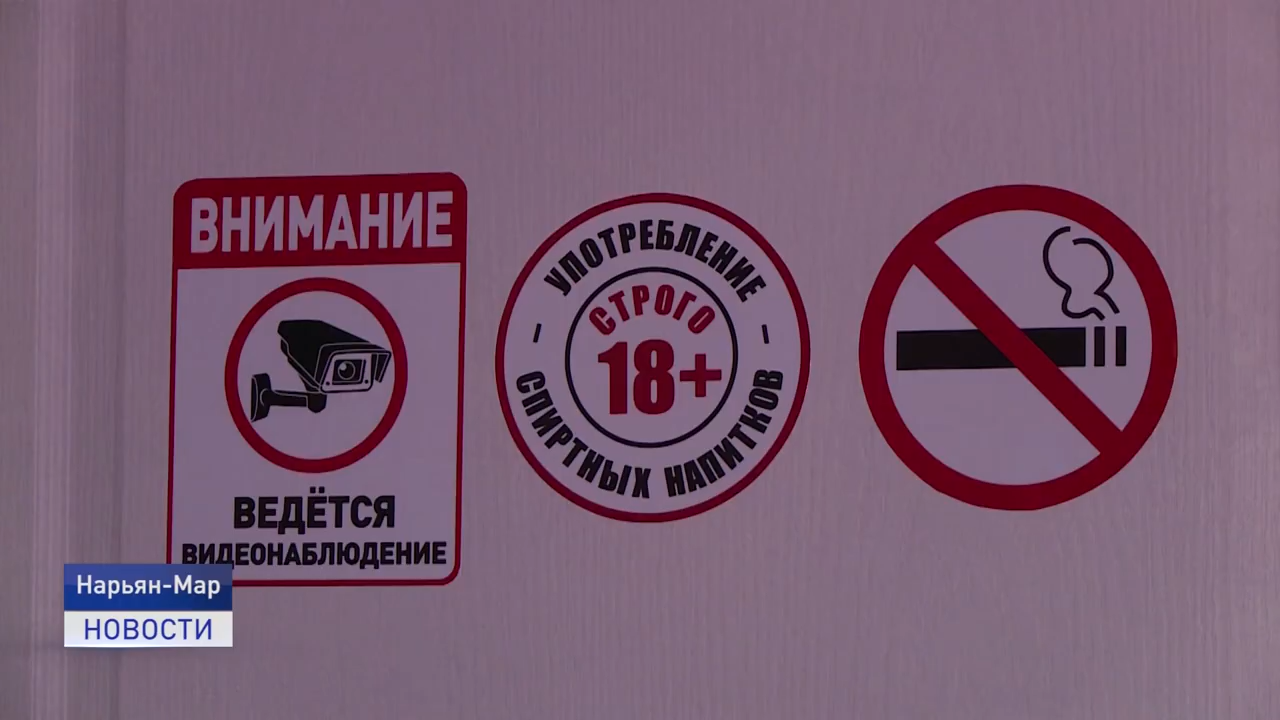 ВНИМАНИЕ
ВЕДЁТСЯ
ВИДЕОНАБЛЮДЕНИЕ
УПОТРЕБЛЕНИЕ
СТРОГО
18+
СПИРТНЫХ НАПИТКОВ
Нарьян-Мар
НОВОСТИ